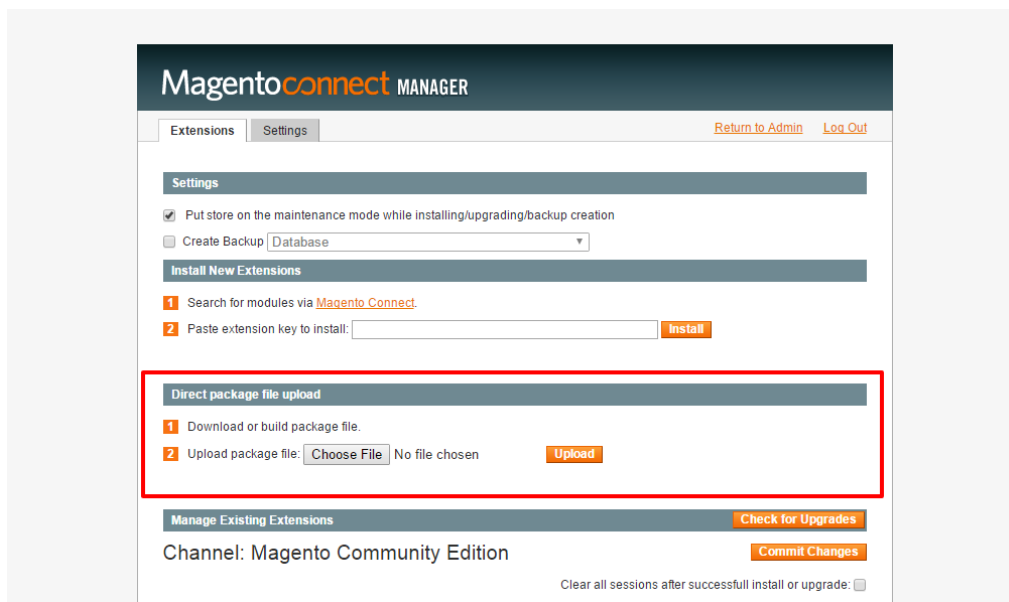 Magentoconnect MANAGER
Extensions Settings Return to Admin Log Out
Settings
Put store on the maintenance mode while installing/upgrading/backup creation
Create Backup Database
Install New Extensions
1 Search for modules via Magento Connect.
2 Paste extension key to install: Install
Direct package file upload
1 Download or build package file.
2 Upload package file: Choose File No file chosen Upload
Manage Existing Extensions Check for Upgrades
Channel: Magento Community Edition Commit Changes
Clear all sessions after successfull install or upgrade: